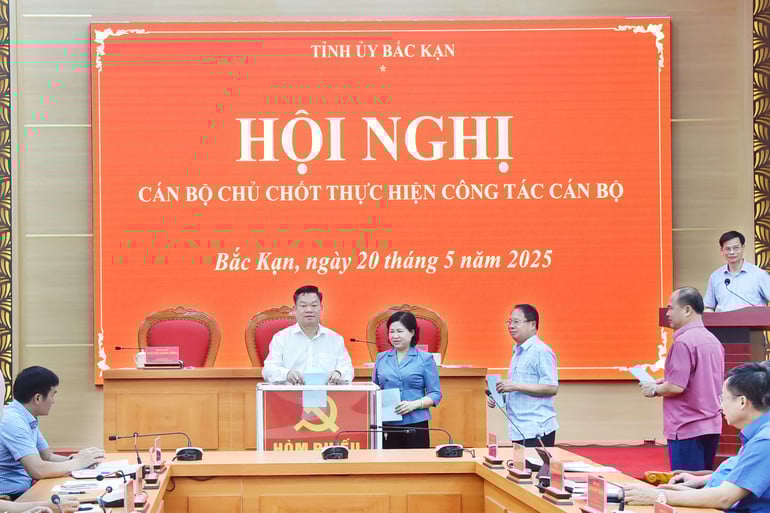 TỈNH ỦY BẮC KẠN
*
HỘI NGHỊ
CÁN BỘ CHỦ CHỐT THỰC HIỆN CÔNG TÁC CÁN BỘ
Bắc Kạn, ngày 20 tháng 5 năm 2025
HÒM PHIẾU